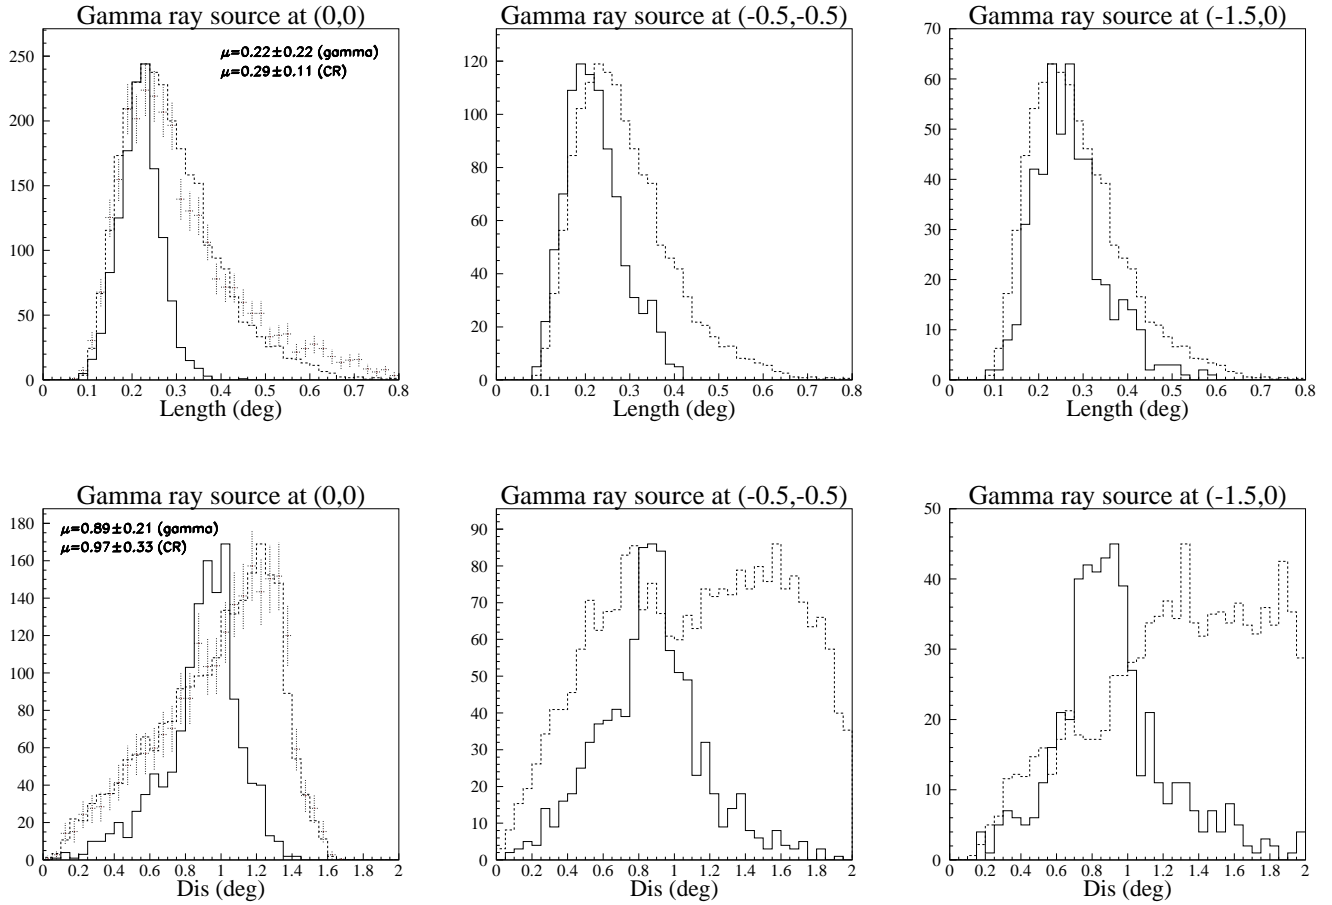 Gamma ray source at (0,0)
μ=0.22±0.22 (gamma)
μ=0.29±0.11 (CR)
250
200
150
100
50
0
0 0.1 0.2 0.3 0.4 0.5 0.6 0.7 0.8
Length (deg)
Gamma ray source at (-0.5,-0.5)
120
100
80
60
40
20
0
0 0.1 0.2 0.3 0.4 0.5 0.6 0.7 0.8
Length (deg)
Gamma ray source at (-1.5,0)
70
60
50
40
30
20
10
0
0 0.1 0.2 0.3 0.4 0.5 0.6 0.7 0.8
Length (deg)
Gamma ray source at (0,0)
μ=0.89±0.21 (gamma)
μ=0.97±0.33 (CR)
180
160
140
120
100
80
60
40
20
0
0 0.2 0.4 0.6 0.8 1 1.2 1.4 1.6 1.8 2
Dis (deg)
Gamma ray source at (-0.5,-0.5)
90
80
70
60
50
40
30
20
10
0
0 0.2 0.4 0.6 0.8 1 1.2 1.4 1.6 1.8 2
Dis (deg)
Gamma ray source at (-1.5,0)
50
40
30
20
10
0
0 0.2 0.4 0.6 0.8 1 1.2 1.4 1.6 1.8 2
Dis (deg)